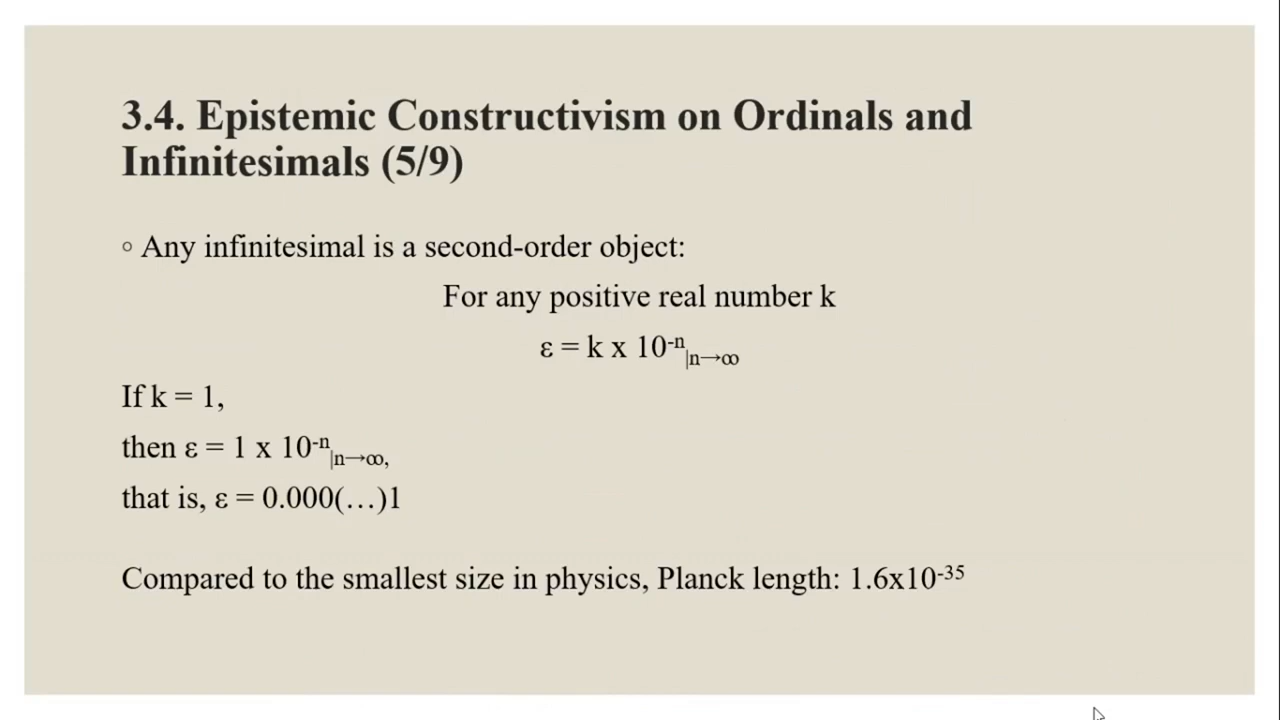 3.4. Epistemic Constructivism on Ordinals and
Infinitesimals (5/9)
◦ Any infinitesimal is a second-order object:
For any positive real number k
ε = k x 10⁻ⁿ|n→∞
If k = 1,
then ε = 1 x 10⁻ⁿ|n→∞,
that is, ε = 0.000(…)1
Compared to the smallest size in physics, Planck length: 1.6x10⁻³⁵